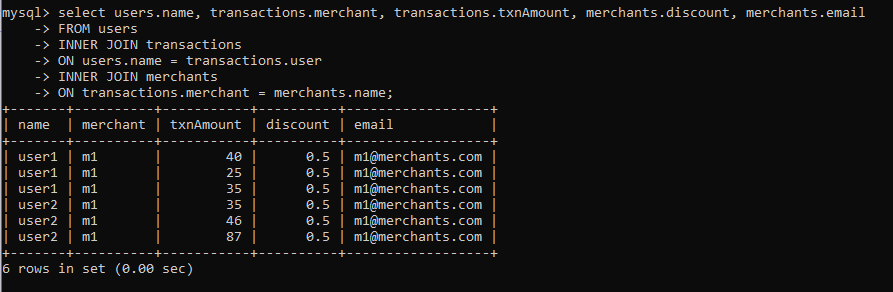 mysql> select users.name, transactions.merchant, transactions.txnAmount, merchants.discount, merchants.email
    -> FROM users
    -> INNER JOIN transactions
    -> ON users.name = transactions.user
    -> INNER JOIN merchants
    -> ON transactions.merchant = merchants.name;
+-------+----------+-----------+----------+------------------+
| name  | merchant | txnAmount | discount | email            |
+-------+----------+-----------+----------+------------------+
| user1 | m1       |        40 |      0.5 | m1@merchants.com |
| user1 | m1       |        25 |      0.5 | m1@merchants.com |
| user1 | m1       |        35 |      0.5 | m1@merchants.com |
| user2 | m1       |        35 |      0.5 | m1@merchants.com |
| user2 | m1       |        46 |      0.5 | m1@merchants.com |
| user2 | m1       |        87 |      0.5 | m1@merchants.com |
+-------+----------+-----------+----------+------------------+
6 rows in set (0.00 sec)